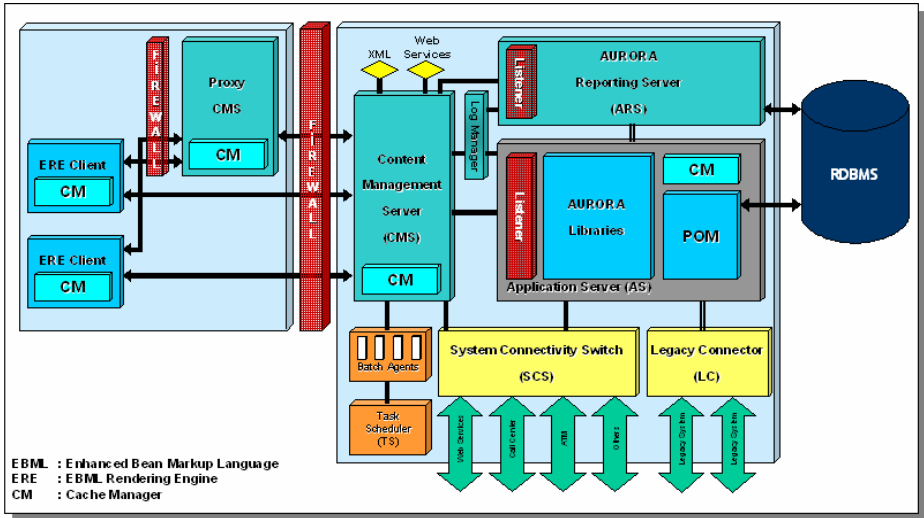 FIREWALL
Proxy
CMS
CM
ERE Client
CM
ERE Client
CM
FIREWALL
XML
Web
Services
Content
Management
Server
(CMS)
CM
Log Manager
Listener
AURORA
Reporting Server
(ARS)
Listener
AURORA
Libraries
CM
POM
Application Server (AS)
RDBMS
Batch Agents
Task
Scheduler
(TS)
System Connectivity Switch
(SCS)
Legacy Connector
(LC)
Web Services
Call Center
ATM
Others
Legacy System
Legacy System
EBML : Enhanced Bean Markup Language
ERE : EBML Rendering Engine
CM : Cache Manager